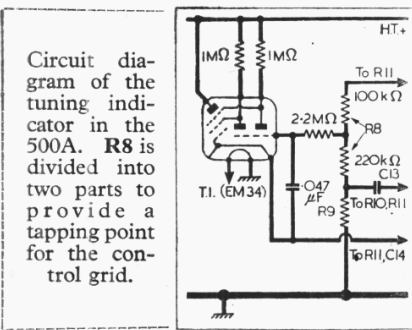 Circuit dia-
gram of the
tuning indi-
cator in the
500A. R8 is
divided into
two parts to
provide a
tapping point
for the con-
trol grid.
H.T.+
1MΩ
1MΩ
To R11
100kΩ
2·2MΩ
R8
220kΩ
C13
T.I. (EM34)
·047
μF
R9
To R10, R11
To R11, C14